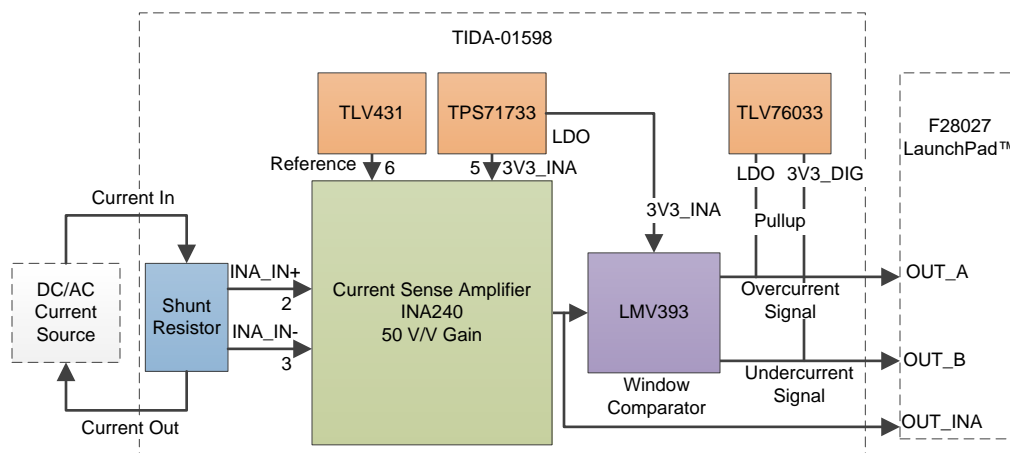 TIDA-01598
TLV431
TPS71733
TLV76033
F28027
LaunchPad™
LDO
Reference
6
5
3V3_INA
LDO
3V3_DIG
Current In
3V3_INA
Pullup
DC/AC
Current
Source
Shunt
Resistor
INA_IN+
2
INA_IN-
3
Current Sense Amplifier
INA240
50 V/V Gain
LMV393
OUT_A
Overcurrent
Signal
OUT_B
Window
Comparator
Undercurrent
Signal
OUT_INA
Current Out